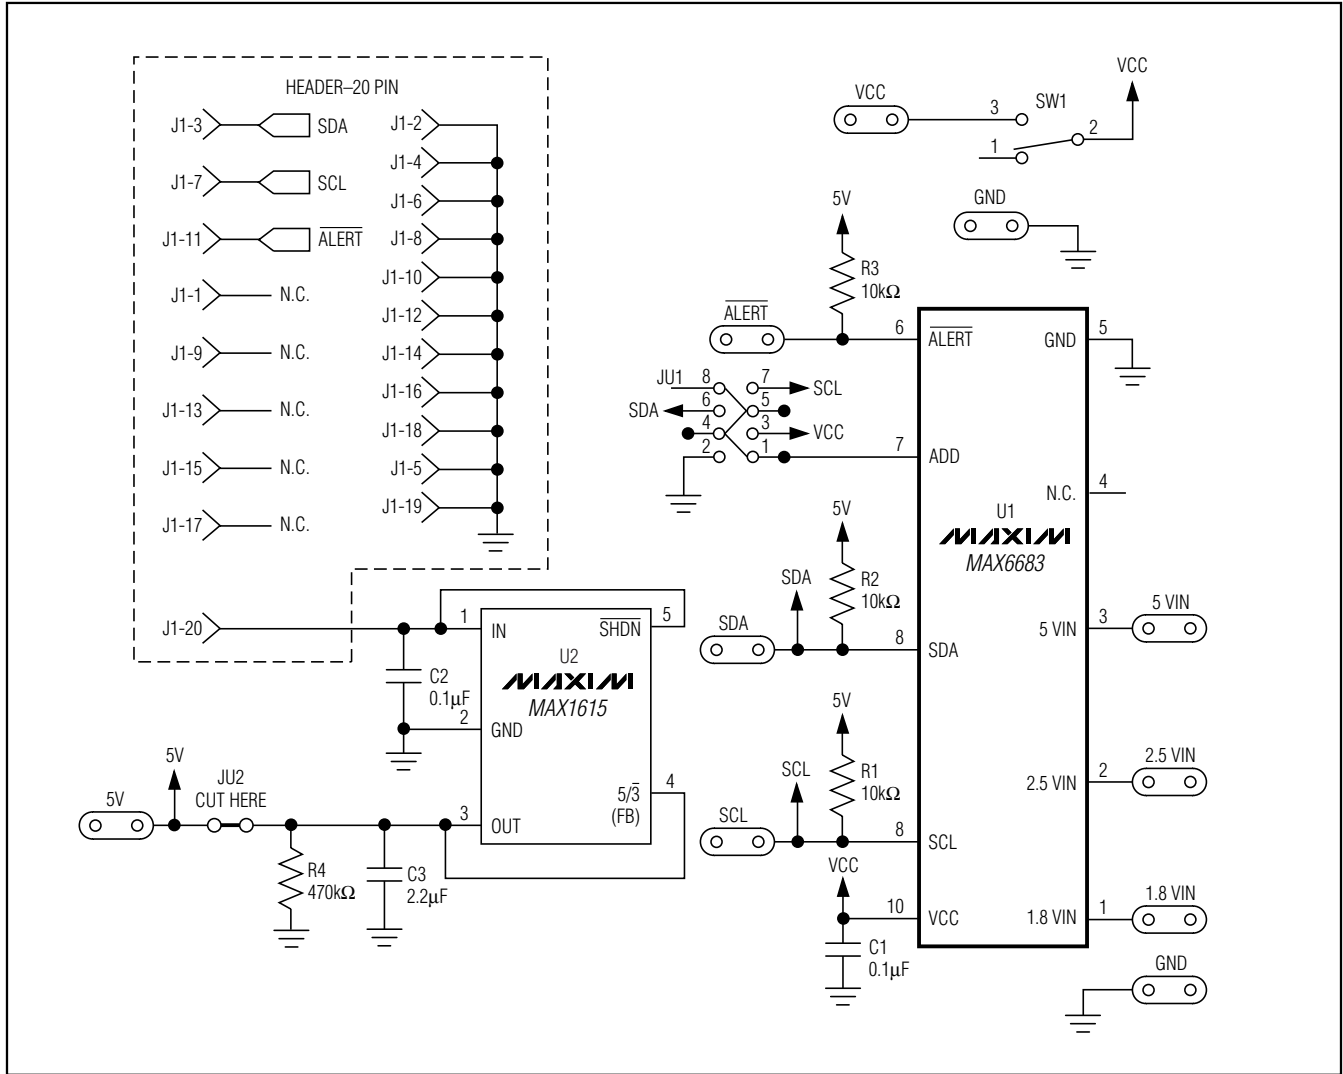 HEADER–20 PIN
J1-3 SDA
J1-7 SCL
J1-11 ALERT
J1-1 N.C.
J1-9 N.C.
J1-13 N.C.
J1-15 N.C.
J1-17 N.C.
J1-20
J1-2
J1-4
J1-6
J1-8
J1-10
J1-12
J1-14
J1-16
J1-18
J1-5
J1-19
VCC 3 SW1 VCC
1 2
GND
5V
R3
10kΩ
ALERT 6 ALERT
GND 5
JU1 8 7 SCL
SDA 6 5
4 3 VCC
2 1 7 ADD
N.C. 4
U1
MAXIM
MAX6683
5V
R2
10kΩ
SDA
SDA 8 SDA
5 VIN 3 5 VIN
5V
R1
10kΩ
SCL
SCL 8 SCL
2.5 VIN 2 2.5 VIN
VCC
10 VCC
1.8 VIN 1 1.8 VIN
C1
0.1µF
GND
1 IN
SHDN 5
U2
MAXIM
MAX1615
C2
0.1µF
2 GND
5/3 4
(FB)
3 OUT
5V
5V
JU2
CUT HERE
R4
470kΩ
C3
2.2µF